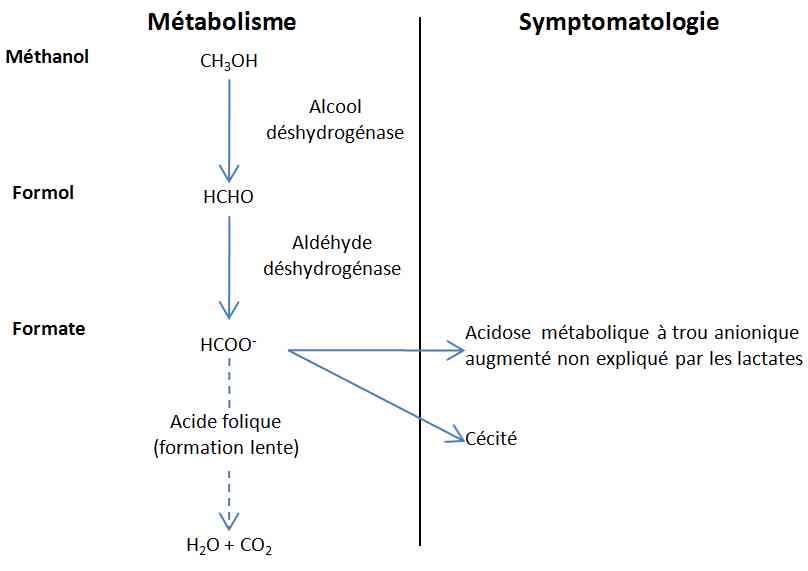 Métabolisme
Symptomatologie
Méthanol
CH₃OH
Alcool
déshydrogénase
Formol
HCHO
Aldéhyde
déshydrogénase
Formate
HCOO⁻
Acidose métabolique à trou anionique
augmenté non expliqué par les lactates
Acide folique
(formation lente)
Cécité
H₂O + CO₂